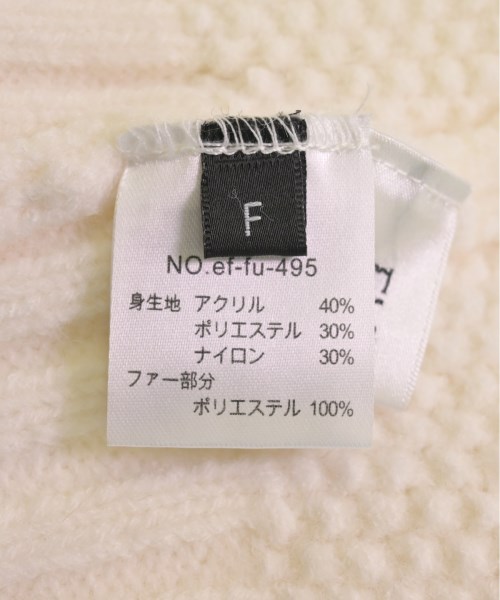 F
NO.ef-fu-495
身生地 アクリル 40%
ポリエステル 30%
ナイロン 30%
ファー部分
ポリエステル 100%